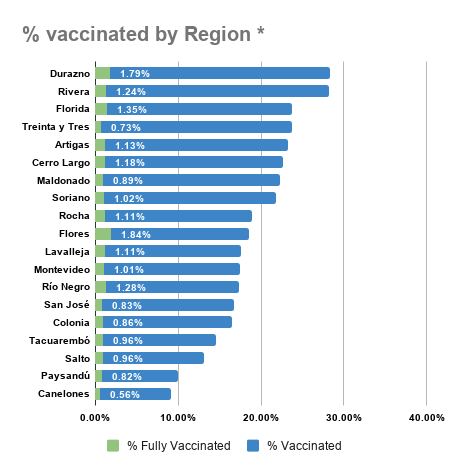 % vaccinated by Region *
Durazno 1.79%
Rivera 1.24%
Florida 1.35%
Treinta y Tres 0.73%
Artigas 1.13%
Cerro Largo 1.18%
Maldonado 0.89%
Soriano 1.02%
Rocha 1.11%
Flores 1.84%
Lavalleja 1.11%
Montevideo 1.01%
Río Negro 1.28%
San José 0.83%
Colonia 0.86%
Tacuarembó 0.96%
Salto 0.96%
Paysandú 0.82%
Canelones 0.56%
0.00% 10.00% 20.00% 30.00% 40.00%
% Fully Vaccinated % Vaccinated